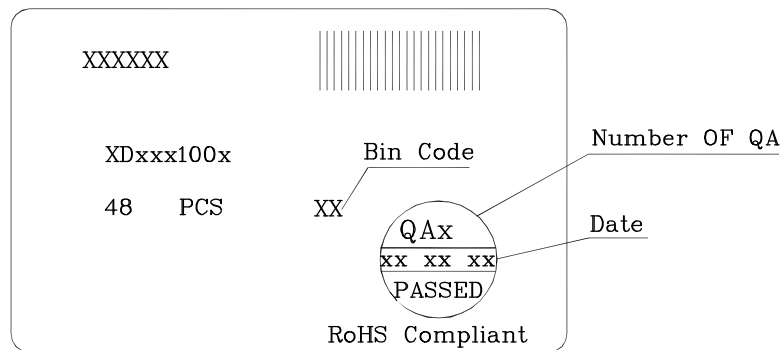 XXXXXX
XDxxx100x
Bin Code
Number OF QA
48 PCS
XX
QAx
Date
xx xx xx
PASSED
RoHS Compliant